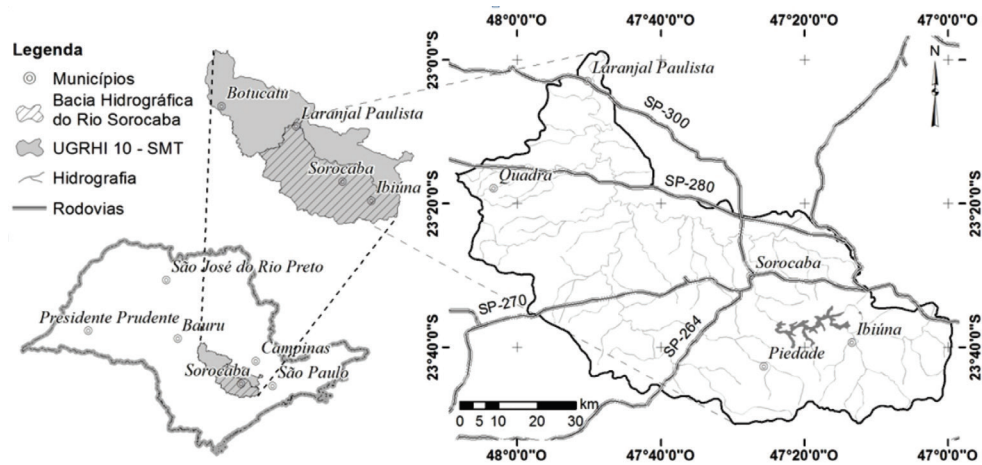 Legenda
Municípios
Bacia Hidrográfica
do Rio Sorocaba
UGRHI 10 - SMT
Hidrografia
Rodovias
Botucatu
Laranjal Paulista
Sorocaba
Ibiúna
São José do Rio Preto
Presidente Prudente
Bauru
Campinas
Sorocaba
São Paulo
48°0'0"O 47°40'0"O 47°20'0"O 47°0'0"O
23°0'0"S
23°20'0"S
23°40'0"S
N
Laranjal Paulista
SP-300
Quadra
SP-280
Sorocaba
SP-270
SP-264
Ibiúna
Piedade
km
0 5 10 20 30
23°0'0"S
23°20'0"S
23°40'0"S
48°0'0"O 47°40'0"O 47°20'0"O 47°0'0"O